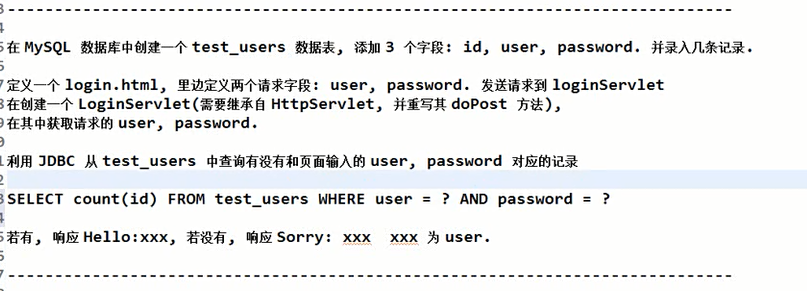 --------------------------------------------------------------------------
在 MySQL 数据库中创建一个 test_users 数据表, 添加 3 个字段: id, user, password. 并录入几条记录.
定义一个 login.html, 里边定义两个请求字段: user, password. 发送请求到 loginServlet
在创建一个 LoginServlet(需要继承自 HttpServlet, 并重写其 doPost 方法),
在其中获取请求的 user, password.
利用 JDBC 从 test_users 中查询有没有和页面输入的 user, password 对应的记录
SELECT count(id) FROM test_users WHERE user = ? AND password = ?
若有, 响应 Hello:xxx, 若没有, 响应 Sorry: xxx  xxx 为 user.
--------------------------------------------------------------------------